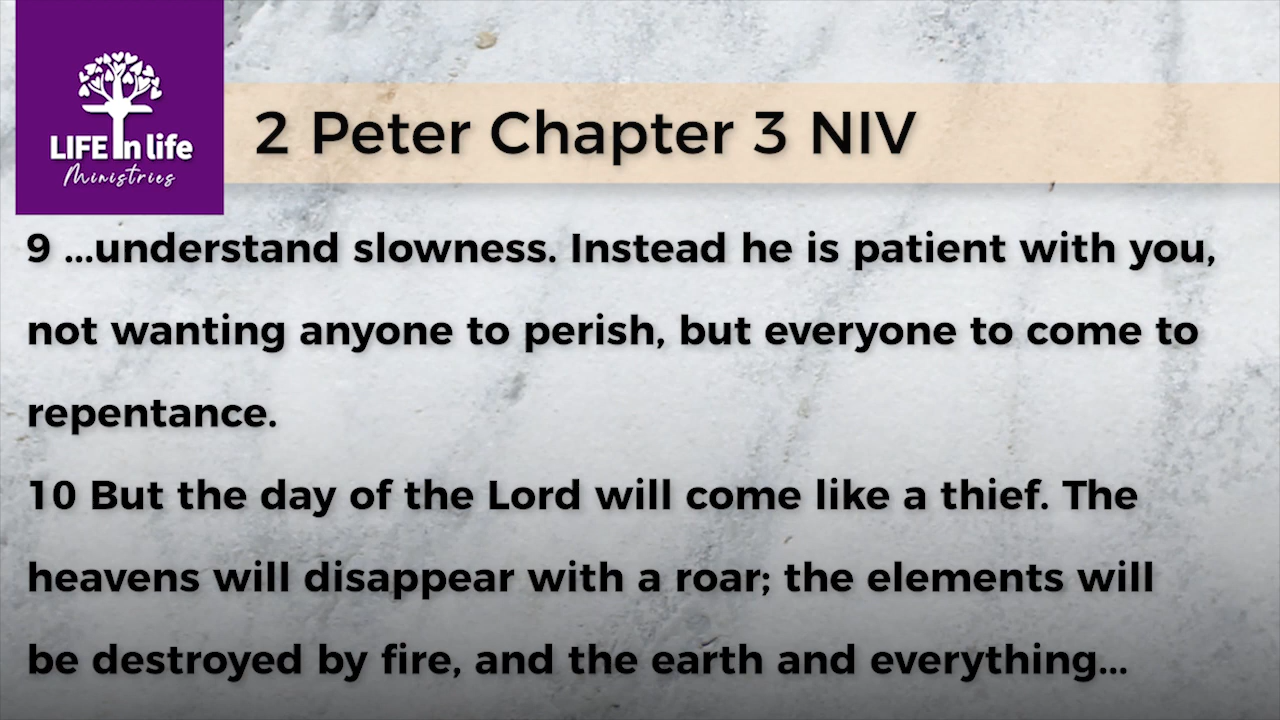 LIFE In life
Ministries
2 Peter Chapter 3 NIV
9 ...understand slowness. Instead he is patient with you,
not wanting anyone to perish, but everyone to come to
repentance.
10 But the day of the Lord will come like a thief. The
heavens will disappear with a roar; the elements will
be destroyed by fire, and the earth and everything...